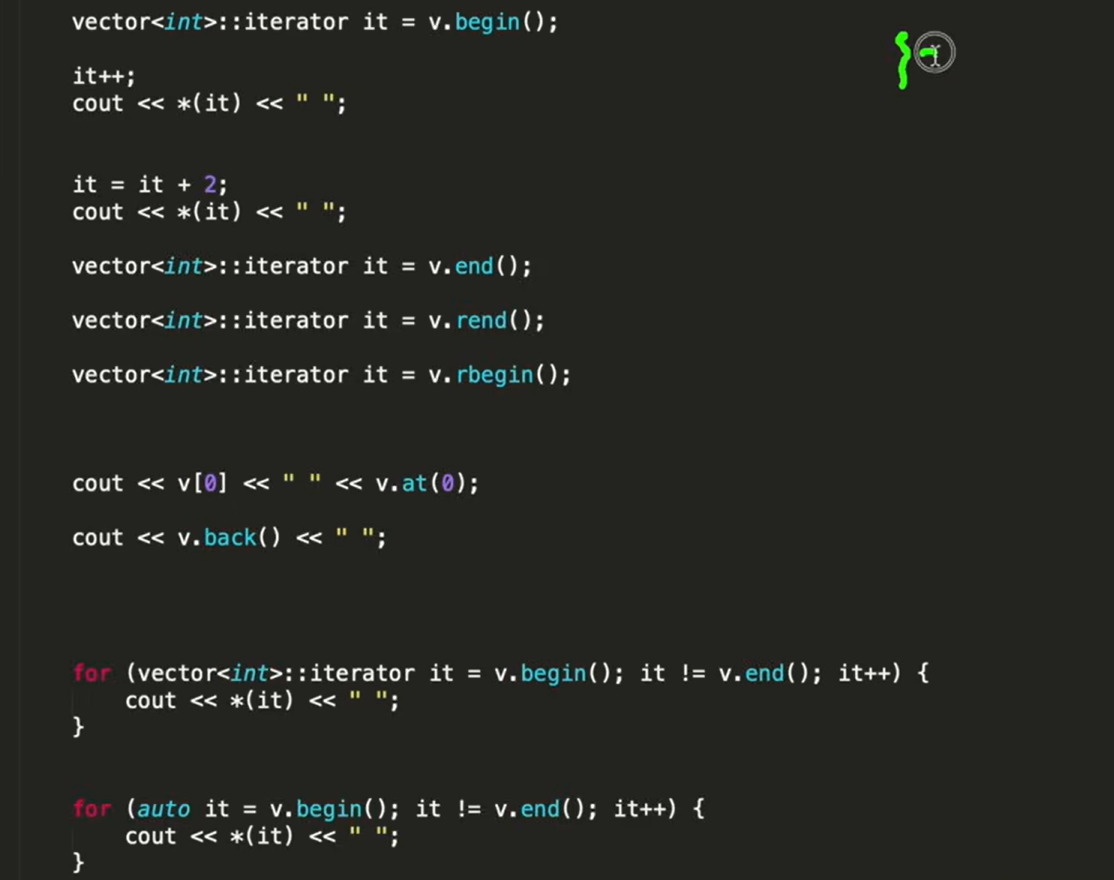 vector<int>::iterator it = v.begin();
it++;
cout << *(it) << " ";
it = it + 2;
cout << *(it) << " ";
vector<int>::iterator it = v.end();
vector<int>::iterator it = v.rend();
vector<int>::iterator it = v.rbegin();
cout << v[0] << " " << v.at(0);
cout << v.back() << " ";
for (vector<int>::iterator it = v.begin(); it != v.end(); it++) {
cout << *(it) << " ";
}
for (auto it = v.begin(); it != v.end(); it++) {
cout << *(it) << " ";
}